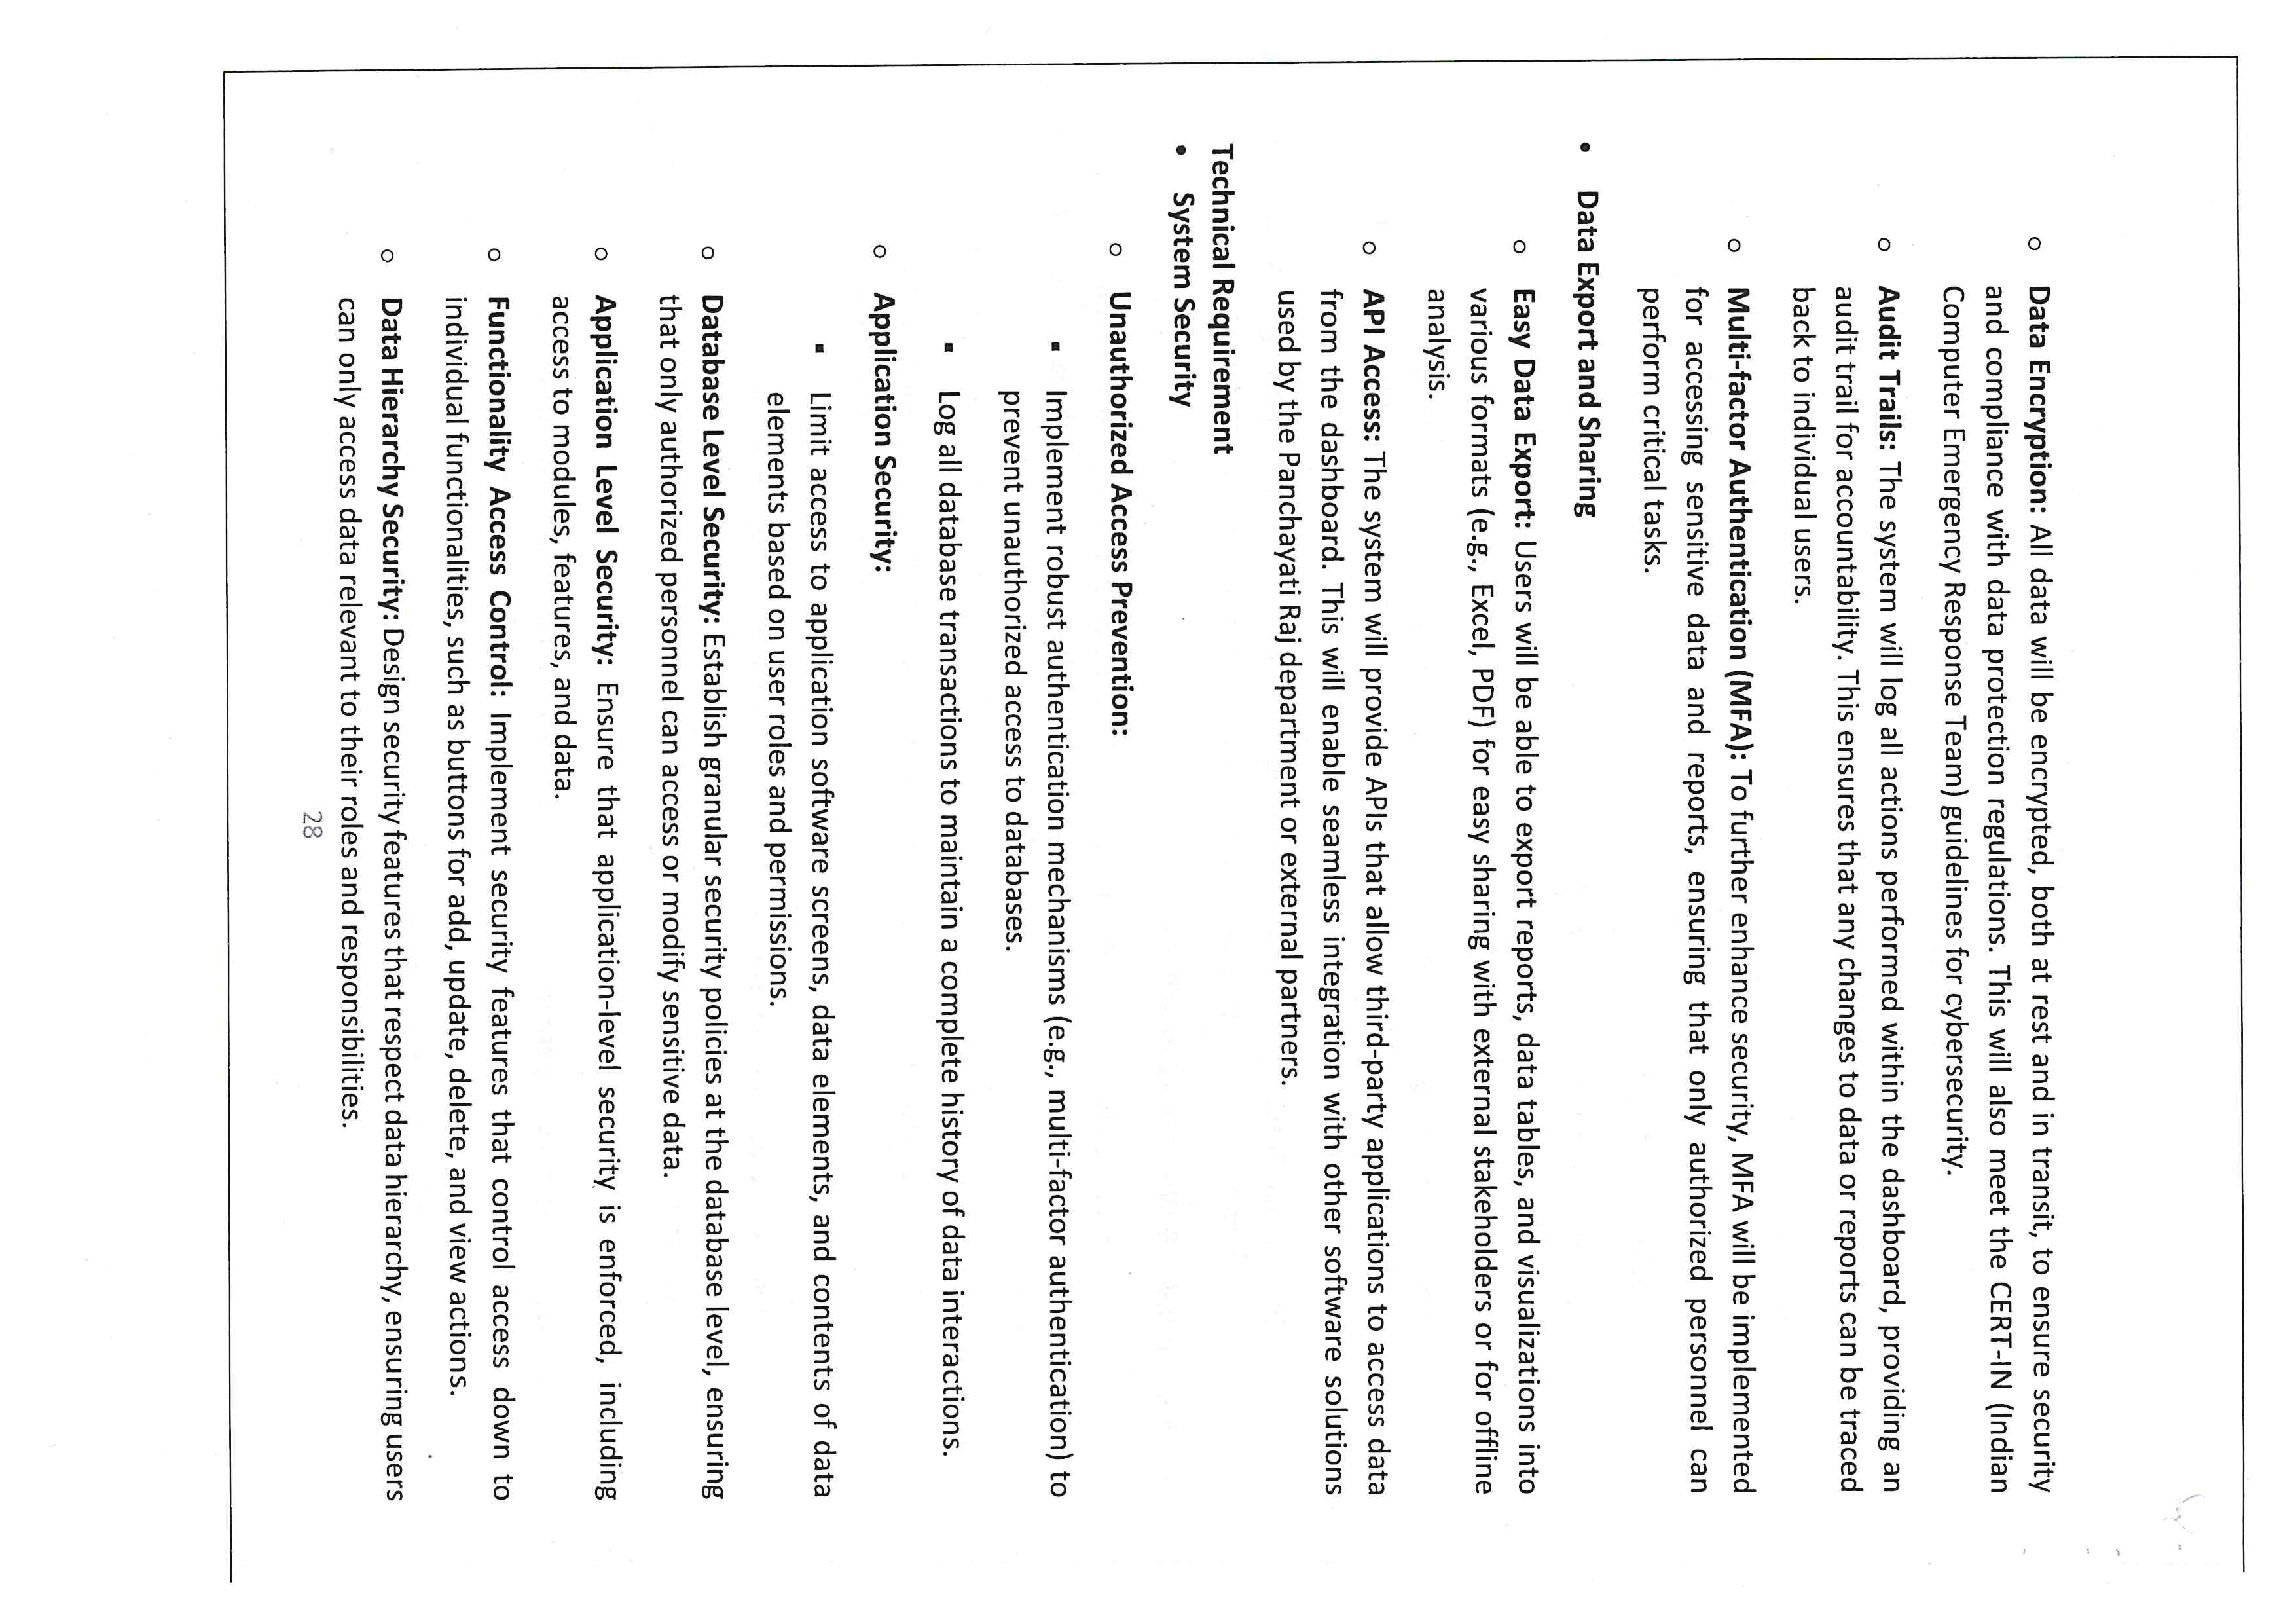 ○ Data Encryption: All data will be encrypted, both at rest and in transit, to ensure security
and compliance with data protection regulations. This will also meet the CERT-IN (Indian
Computer Emergency Response Team) guidelines for cybersecurity.
○ Audit Trails: The system will log all actions performed within the dashboard, providing an
audit trail for accountability. This ensures that any changes to data or reports can be traced
back to individual users.
○ Multi-factor Authentication (MFA): To further enhance security, MFA will be implemented
for accessing sensitive data and reports, ensuring that only authorized personnel can
perform critical tasks.
• Data Export and Sharing
○ Easy Data Export: Users will be able to export reports, data tables, and visualizations into
various formats (e.g., Excel, PDF) for easy sharing with external stakeholders or for offline
analysis.
○ API Access: The system will provide APIs that allow third-party applications to access data
from the dashboard. This will enable seamless integration with other software solutions
used by the Panchayati Raj department or external partners.
Technical Requirement
• System Security
○ Unauthorized Access Prevention:
▪ Implement robust authentication mechanisms (e.g., multi-factor authentication) to
prevent unauthorized access to databases.
▪ Log all database transactions to maintain a complete history of data interactions.
○ Application Security:
▪ Limit access to application software screens, data elements, and contents of data
elements based on user roles and permissions.
○ Database Level Security: Establish granular security policies at the database level, ensuring
that only authorized personnel can access or modify sensitive data.
○ Application Level Security: Ensure that application-level security is enforced, including
access to modules, features, and data.
○ Functionality Access Control: Implement security features that control access down to
individual functionalities, such as buttons for add, update, delete, and view actions.
○ Data Hierarchy Security: Design security features that respect data hierarchy, ensuring users
can only access data relevant to their roles and responsibilities.
28